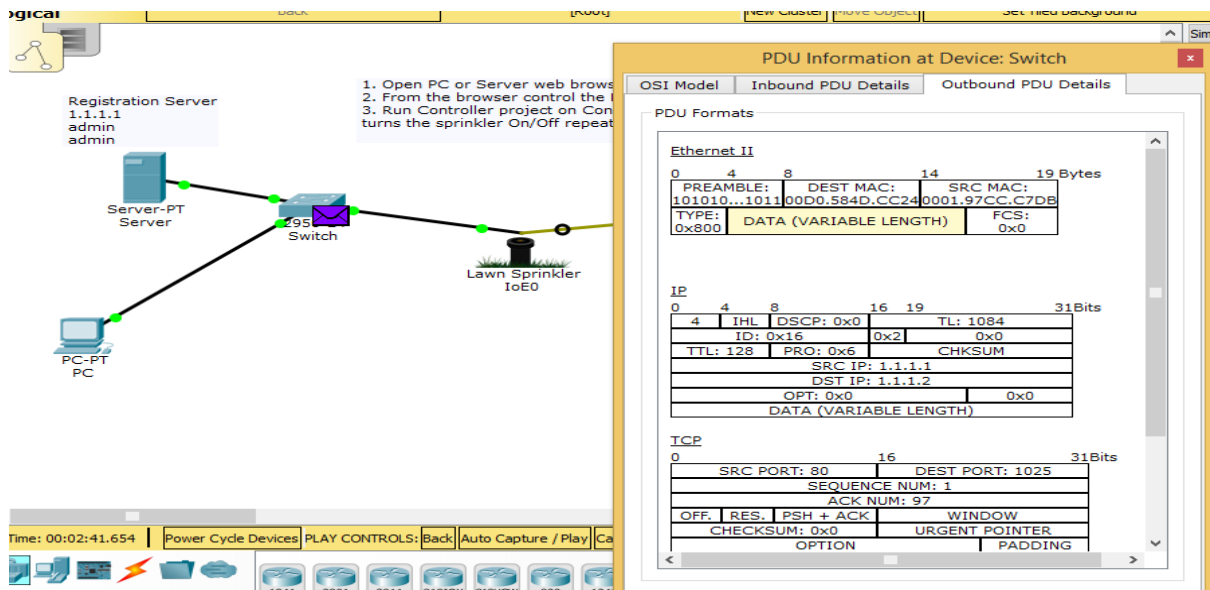 ogical Back [Root] New Cluster Move Object Set Tiled Background
Sim
1. Open PC or Server web brows
2. From the browser control the
3. Run Controller project on Con
turns the sprinkler On/Off repeat
Registration Server
1.1.1.1
admin
admin
Server-PT
Server
Switch
Lawn Sprinkler
IoE0
PC-PT
PC
Time: 00:02:41.654 Power Cycle Devices PLAY CONTROLS: Back Auto Capture / Play Ca
PDU Information at Device: Switch
x
OSI Model Inbound PDU Details Outbound PDU Details
PDU Formats
Ethernet II
0 4 8 14 19 Bytes
PREAMBLE: DEST MAC: SRC MAC:
101010...1011 00D0.584D.CC24 0001.97CC.C7DB
TYPE: DATA (VARIABLE LENGTH) FCS:
0x800 0x0
IP
0 4 8 16 19 31Bits
4 IHL DSCP: 0x0 TL: 1084
ID: 0x16 0x2 0x0
TTL: 128 PRO: 0x6 CHKSUM
SRC IP: 1.1.1.1
DST IP: 1.1.1.2
OPT: 0x0 0x0
DATA (VARIABLE LENGTH)
TCP
0 16 31Bits
SRC PORT: 80 DEST PORT: 1025
SEQUENCE NUM: 1
ACK NUM: 97
OFF. RES. PSH + ACK WINDOW
CHECKSUM: 0x0 URGENT POINTER
OPTION PADDING